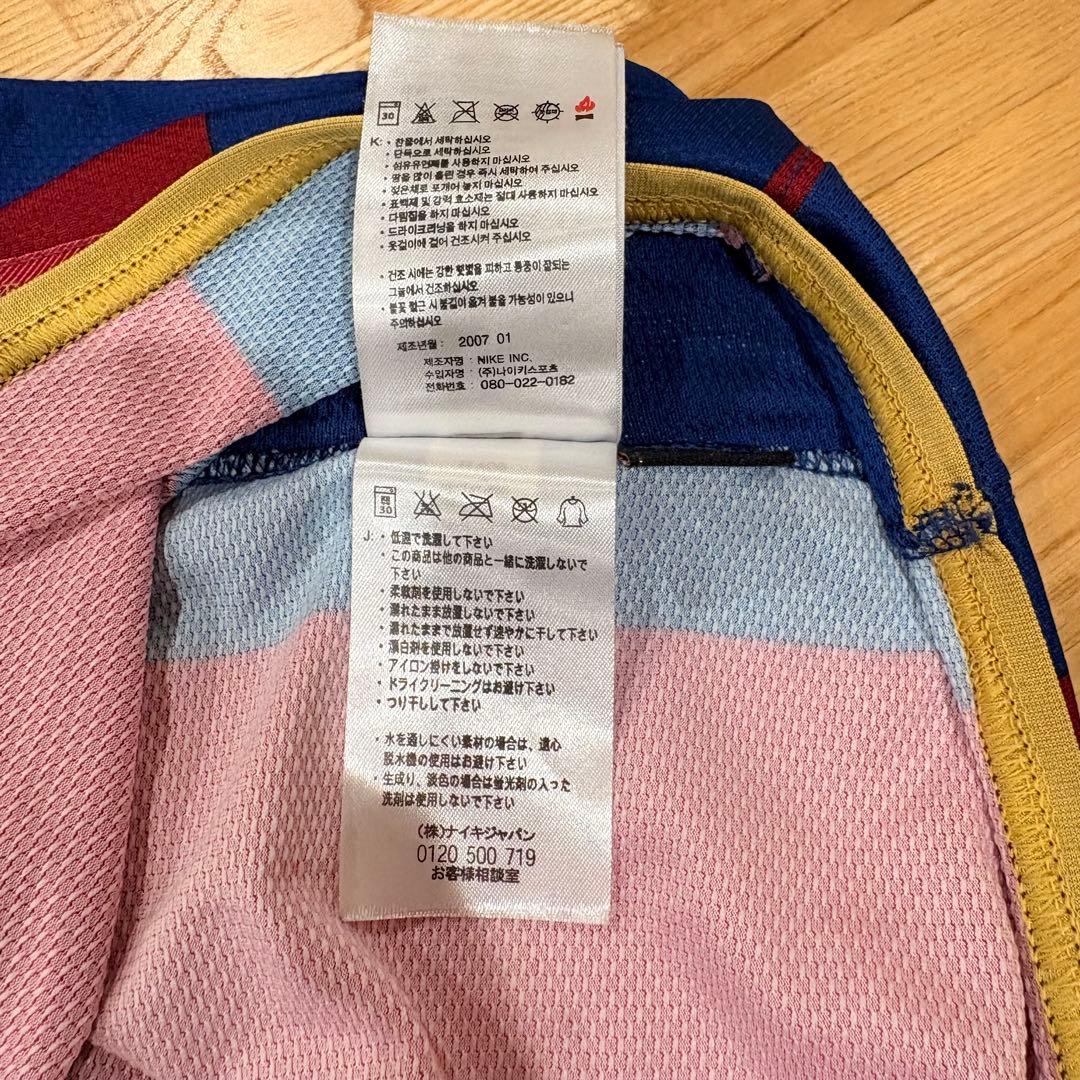 30
K: • 찬물에서 세탁하십시오
• 단독으로 세탁하십시오
• 섬유유연제를 사용하지 마십시오
• 땀을 많이 흘린 경우 즉시 세탁하여 주십시오
• 젖은채로 포개어 놓지 마십시오
• 표백제 및 강력 효소제는 절대 사용하지 마십시오
• 다림질을 하지 마십시오
• 드라이크리닝을 하지 마십시오
• 옷걸이에 걸어 건조시켜 주십시오
• 건조 시에는 강한 햇볕을 피하고 통풍이 잘되는
그늘에서 건조하십시오
• 불꽃 접근 시 불길이 옮겨 붙을 가능성이 있으니
주의하십시오
제조년월 : 2007 01
제조자명 : NIKE INC.
수입자명 : (주)나이키스포츠
전화번호 : 080-022-0182
30
J. • 低温で洗濯して下さい
• この商品は他の商品と一緒に洗濯しないで
下さい
• 柔軟剤を使用しないで下さい
• 濡れたまま放置しないで下さい
• 濡れたままで放置せず速やかに干して下さい
• 漂白剤を使用しないで下さい
• アイロン掛けをしないで下さい
• ドライクリーニングはお避け下さい
• つり干しして下さい
• 水を通しにくい素材の場合は、遠心
脱水機の使用はお避け下さい
• 生成り、淡色の場合は蛍光剤の入った
洗剤は使用しないで下さい
(株)ナイキジャパン
0120 500 719
お客様相談室